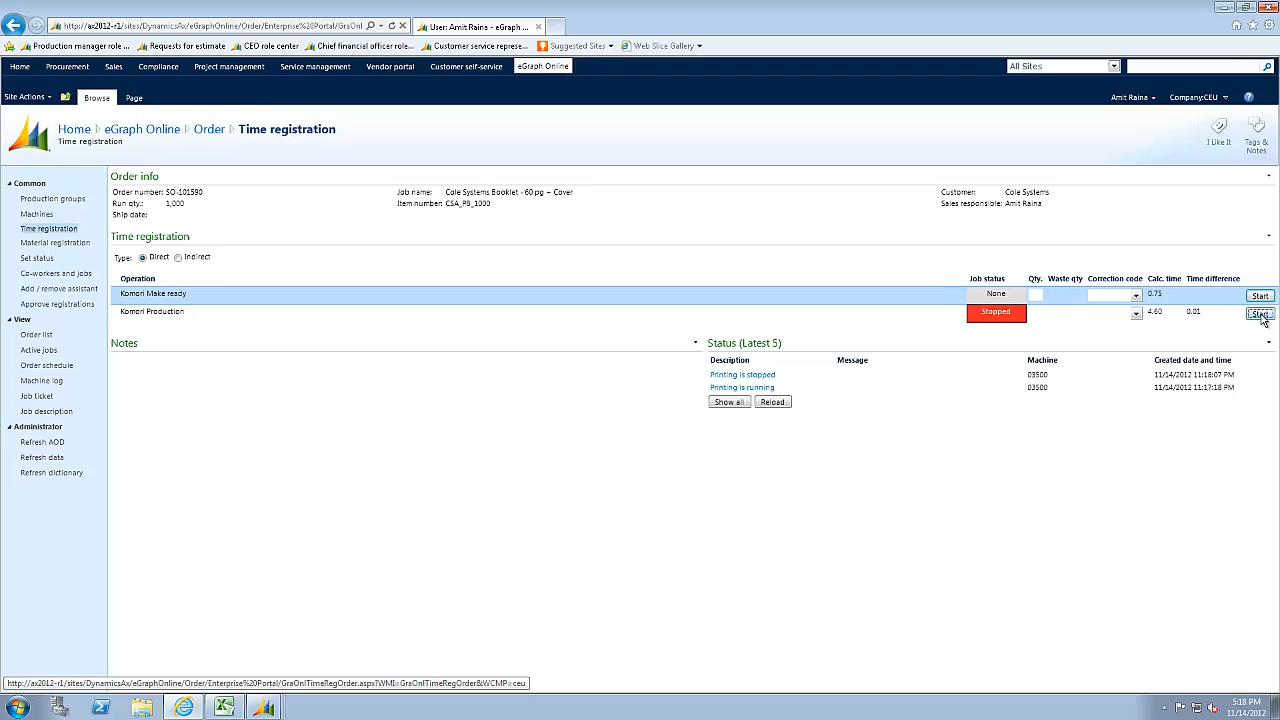 http://ax2012-r1/sites/DynamicsAx/eGraphOnline/Order/Enterprise%20Portal/GraOnl
User: Amit Raina - eGraph ...
Production manager role ...
Requests for estimate
CEO role center
Chief financial officer role...
Customer service represe...
Suggested Sites
Web Slice Gallery
Home
Procurement
Sales
Compliance
Project management
Service management
Vendor portal
Customer self-service
eGraph Online
All Sites
Site Actions
Browse
Page
Amit Raina
Company:CEU
Home
eGraph Online
Order
Time registration
Time registration
I Like It
Tags & Notes
Common
Production groups
Machines
Time registration
Material registration
Set status
Co-workers and jobs
Add / remove assistant
Approve registrations
View
Order list
Active jobs
Order schedule
Machine log
Job ticket
Job description
Administrator
Refresh AOD
Refresh data
Refresh dictionary
Order info
Order number: SO-101590
Job name: Cole Systems Booklet - 60 pg + Cover
Customer: Cole Systems
Run qty.: 1,000
Item number: CSA_PB_1000
Sales responsible: Amit Raina
Ship date:
Time registration
Type: Direct Indirect
Operation Job status Qty. Waste qty Correction code Calc. time Time difference
Komori Make ready None 0.75 Start
Komori Production Stopped 4.60 0.01 Start
Notes
Status (Latest 5)
Description Message Machine Created date and time
Printing is stopped 03500 11/14/2012 11:18:07 PM
Printing is running 03500 11/14/2012 11:17:18 PM
Show all Reload
http://ax2012-r1/sites/DynamicsAx/eGraphOnline/Order/Enterprise%20Portal/GraOnlTimeRegOrder.aspx?WMI=GraOnlTimeRegOrder&WCMP=ceu
5:18 PM
11/14/2012